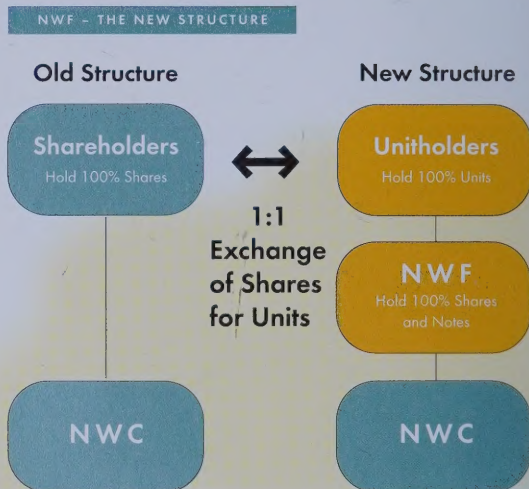 NWF – THE NEW STRUCTURE
Old Structure
Shareholders
Hold 100% Shares
NWC
1:1
Exchange
of Shares
for Units
New Structure
Unitholders
Hold 100% Units
NWF
Hold 100% Shares
and Notes
NWC